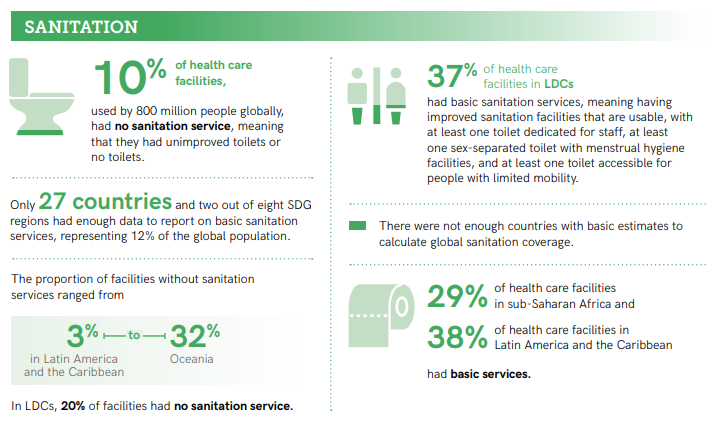 SANITATION
10% of health care
facilities,
used by 800 million people globally,
had no sanitation service, meaning
that they had unimproved toilets or
no toilets.
Only 27 countries and two out of eight SDG
regions had enough data to report on basic sanitation
services, representing 12% of the global population.
The proportion of facilities without sanitation
services ranged from
3% to 32%
in Latin America
and the Caribbean
Oceania
In LDCs, 20% of facilities had no sanitation service.
37% of health care
facilities in LDCs
had basic sanitation services, meaning having
improved sanitation facilities that are usable, with
at least one toilet dedicated for staff, at least
one sex-separated toilet with menstrual hygiene
facilities, and at least one toilet accessible for
people with limited mobility.
There were not enough countries with basic estimates to
calculate global sanitation coverage.
29% of health care facilities
in sub-Saharan Africa and
38% of health care facilities in
Latin America and the Caribbean
had basic services.